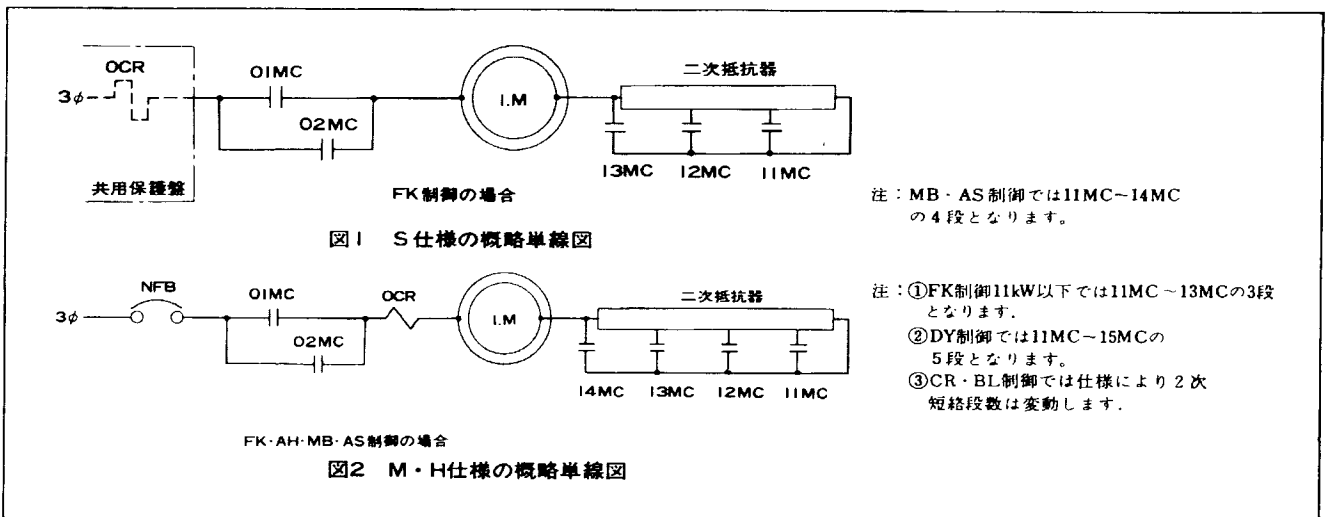 OCR
3φ
01MC
02MC
I.M
二次抵抗器
13MC 12MC 11MC
共用保護盤
FK制御の場合
図1 S仕様の概略単線図
注：MB・AS制御では11MC～14MC
の4段となります。
NFB
3φ
01MC
02MC
OCR
I.M
二次抵抗器
14MC 13MC 12MC 11MC
FK・AH・MB・AS制御の場合
図2 M・H仕様の概略単線図
注：①FK制御11kW以下では11MC～13MCの3段
となります．
②DY制御では11MC～15MCの
5段となります。
③CR・BL制御では仕様により2次
短絡段数は変動します．